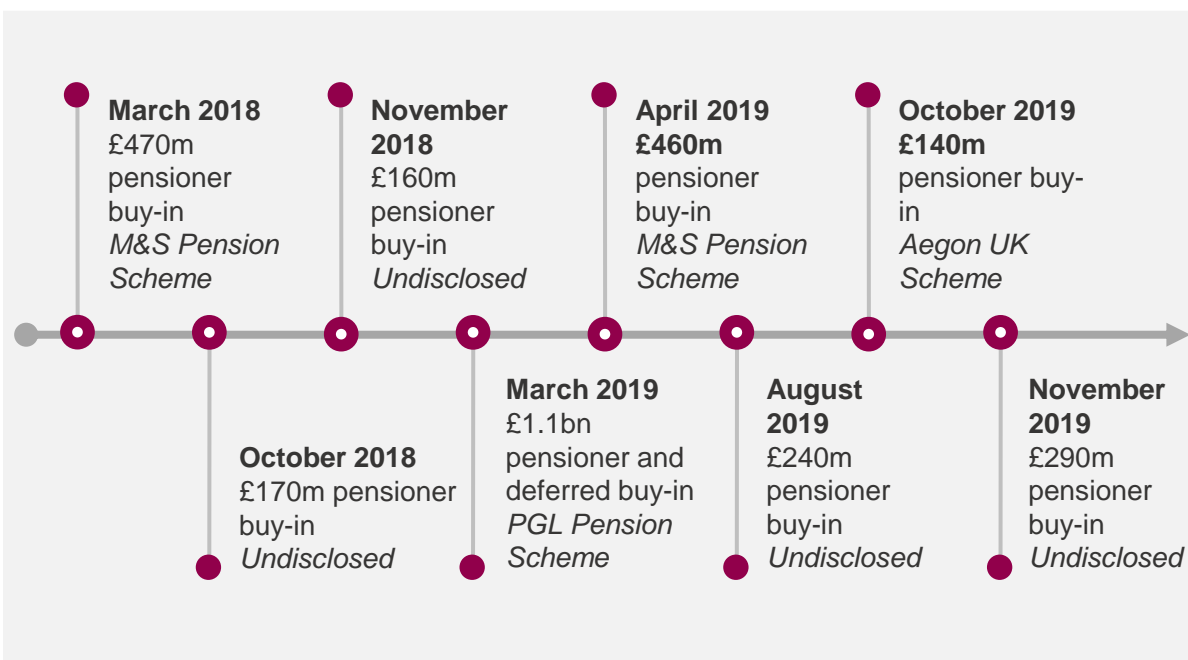 March 2018
£470m
pensioner
buy-in
M&S Pension
Scheme
October 2018
£170m pensioner
buy-in
Undisclosed
November
2018
£160m
pensioner
buy-in
Undisclosed
March 2019
£1.1bn
pensioner and
deferred buy-in
PGL Pension
Scheme
April 2019
£460m
pensioner
buy-in
M&S Pension
Scheme
August
2019
£240m
pensioner
buy-in
Undisclosed
October 2019
£140m
pensioner buy-
in
Aegon UK
Scheme
November
2019
£290m
pensioner
buy-in
Undisclosed